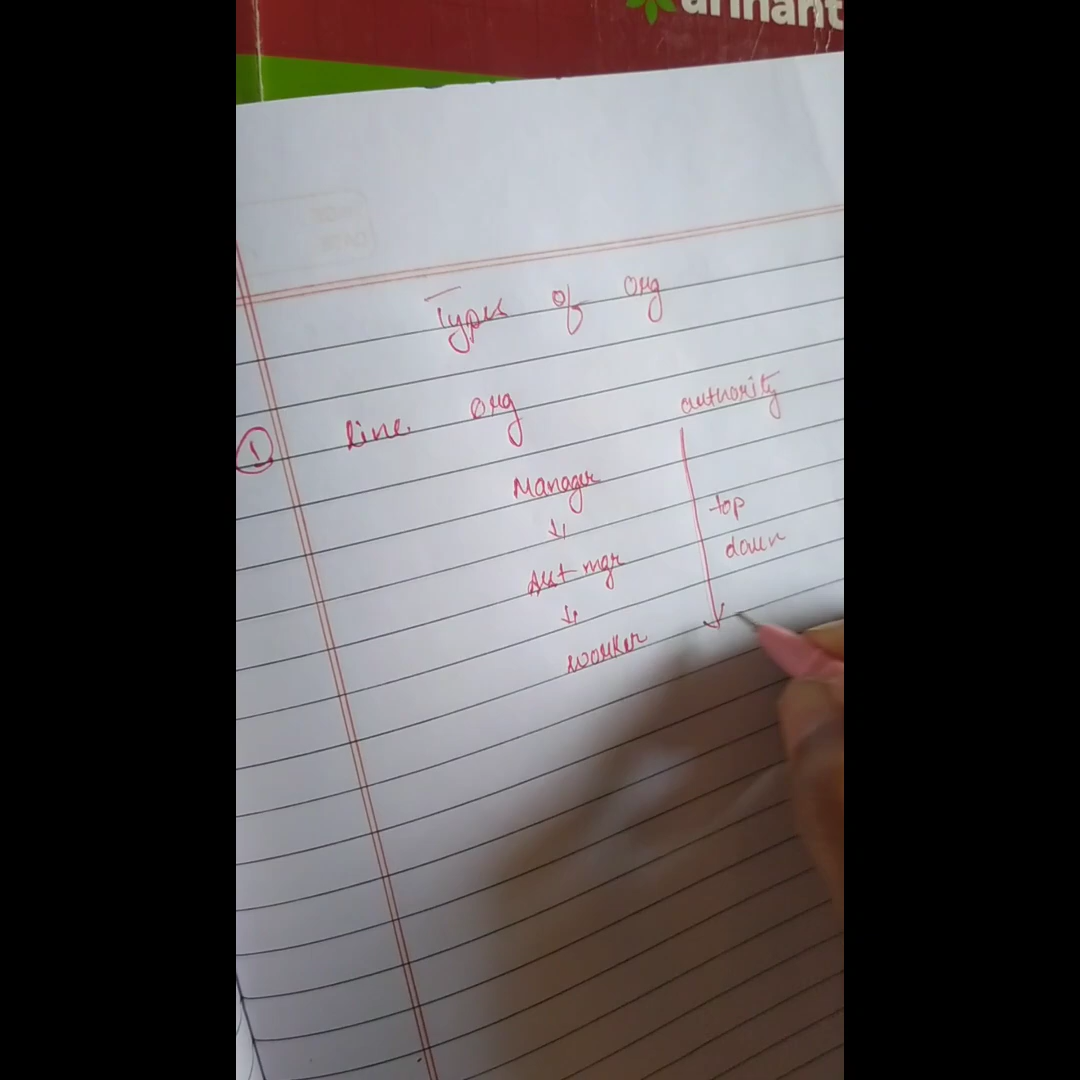 arihant
Types of org
① line org
authority
Manager
↓
top
down
Asst mgr
↓
worker